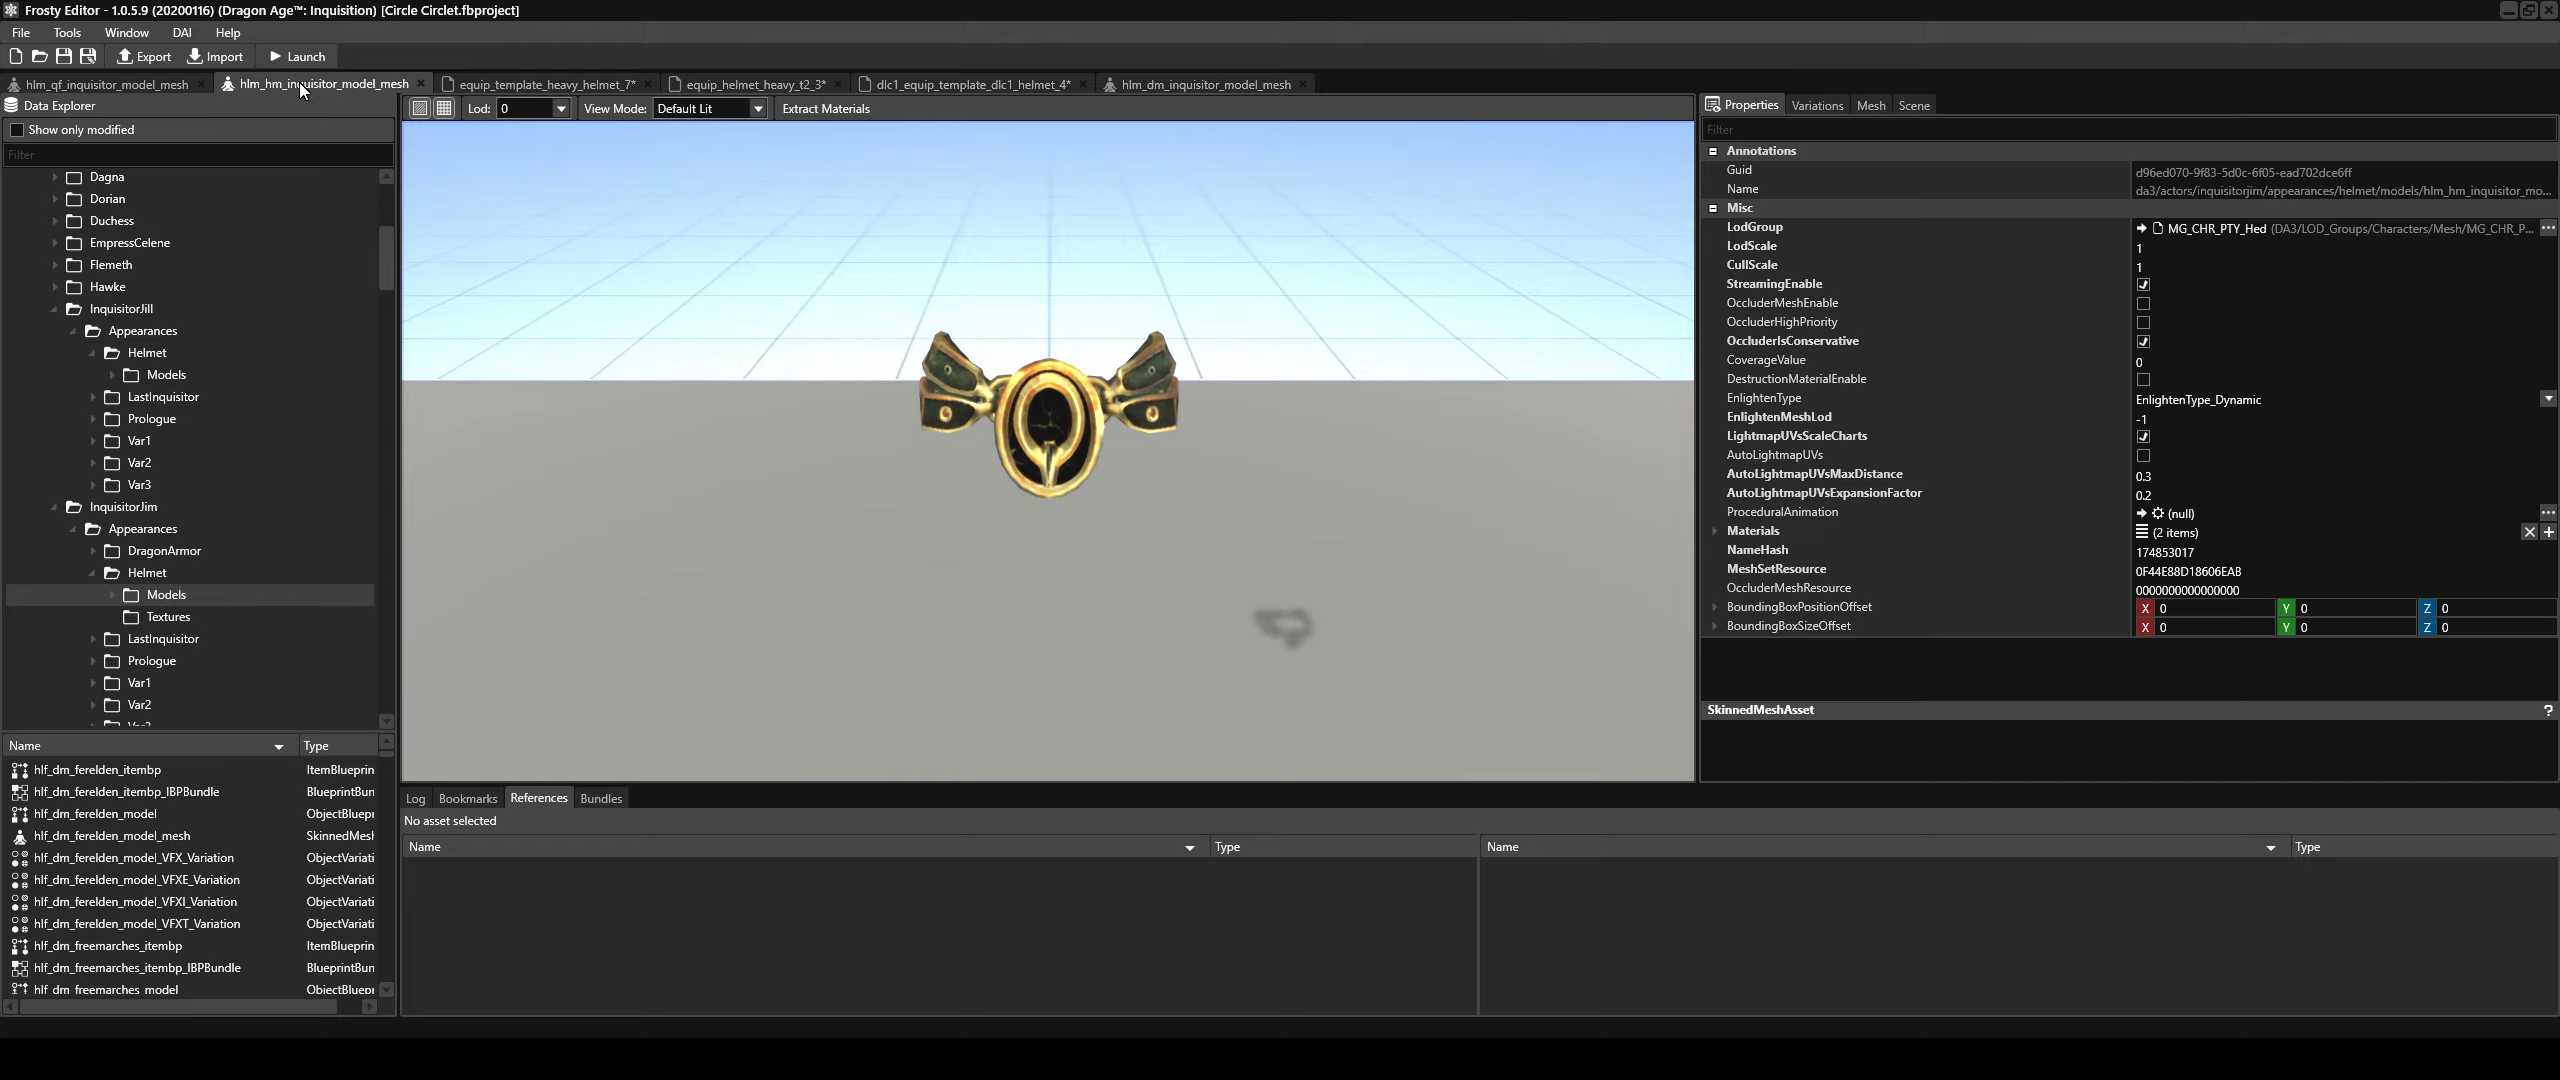 Frosty Editor - 1.0.5.9 (20200116) (Dragon Age™: Inquisition) [Circle Circlet.fbproject]
File Tools Window DAI Help
Export Import Launch
hlm_qf_inquisitor_model_mesh hlm_hm_inquisitor_model_mesh equip_template_heavy_helmet_7* equip_helmet_heavy_t2_3* dlc1_equip_template_dlc1_helmet_4* hlm_dm_inquisitor_model_mesh
Data Explorer
Show only modified
Filter
Dagna
Dorian
Duchess
EmpressCelene
Flemeth
Hawke
InquisitorJill
Appearances
Helmet
Models
LastInquisitor
Prologue
Var1
Var2
Var3
InquisitorJim
Appearances
DragonArmor
Helmet
Models
Textures
LastInquisitor
Prologue
Var1
Var2
Name Type
hlf_dm_ferelden_itembp ItemBlueprin
hlf_dm_ferelden_itembp_IBPBundle BlueprintBun
hlf_dm_ferelden_model ObjectBluepr
hlf_dm_ferelden_model_mesh SkinnedMesh
hlf_dm_ferelden_model_VFX_Variation ObjectVariati
hlf_dm_ferelden_model_VFXE_Variation ObjectVariati
hlf_dm_ferelden_model_VFXI_Variation ObjectVariati
hlf_dm_ferelden_model_VFXT_Variation ObjectVariati
hlf_dm_freemarches_itembp ItemBlueprin
hlf_dm_freemarches_itembp_IBPBundle BlueprintBun
hlf_dm_freemarches_model ObjectBluepr
Lod: 0 View Mode: Default Lit Extract Materials
Log Bookmarks References Bundles
No asset selected
Name Type Name Type
Properties Variations Mesh Scene
Filter
Annotations
Guid d96ed070-9f83-5d0c-6f05-ead702dce6ff
Name da3/actors/inquisitorjim/appearances/helmet/models/hlm_hm_inquisitor_mo...
Misc
LodGroup MG_CHR_PTY_Hed (DA3/LOD_Groups/Characters/Mesh/MG_CHR_P... ...
LodScale 1
CullScale 1
StreamingEnable
OccluderMeshEnable
OccluderHighPriority
OccluderIsConservative
CoverageValue 0
DestructionMaterialEnable
EnlightenType EnlightenType_Dynamic
EnlightenMeshLod -1
LightmapUVsScaleCharts
AutoLightmapUVs
AutoLightmapUVsMaxDistance 0.3
AutoLightmapUVsExpansionFactor 0.2
ProceduralAnimation (null) ...
Materials (2 items)
NameHash 174853017
MeshSetResource 0F44E88D18606EAB
OccluderMeshResource 0000000000000000
BoundingBoxPositionOffset X 0 Y 0 Z 0
BoundingBoxSizeOffset X 0 Y 0 Z 0
SkinnedMeshAsset ?